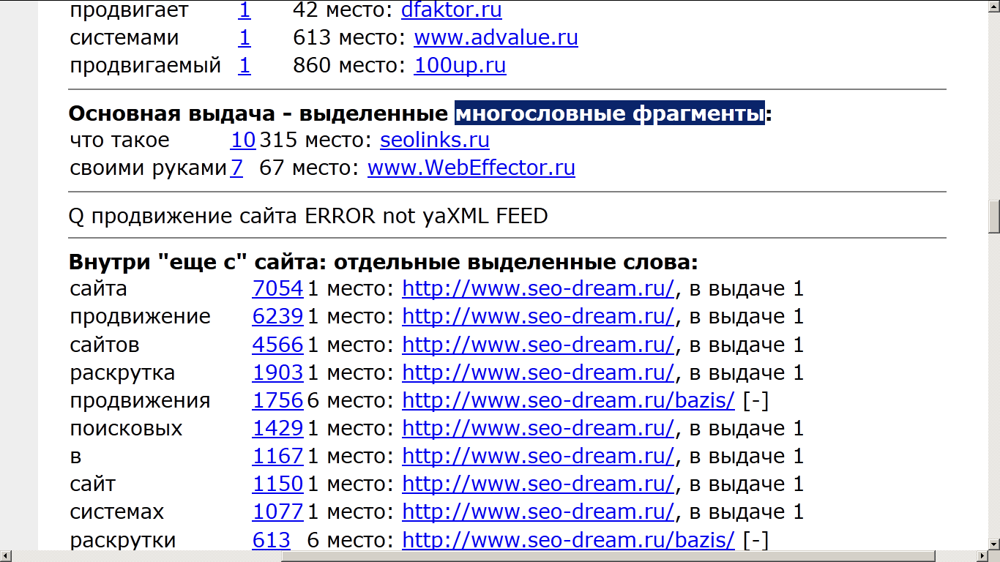 продвигает 1 42 место: dfaktor.ru
системами 1 613 место: www.advalue.ru
продвигаемый 1 860 место: 100up.ru
Основная выдача - выделенные многословные фрагменты:
что такое 10 315 место: seolinks.ru
своими руками 7 67 место: www.WebEffector.ru
Q продвижение сайта ERROR not yaXML FEED
Внутри "еще с" сайта: отдельные выделенные слова:
сайта 7054 1 место: http://www.seo-dream.ru/, в выдаче 1
продвижение 6239 1 место: http://www.seo-dream.ru/, в выдаче 1
сайтов 4566 1 место: http://www.seo-dream.ru/, в выдаче 1
раскрутка 1903 1 место: http://www.seo-dream.ru/, в выдаче 1
продвижения 1756 6 место: http://www.seo-dream.ru/bazis/ [-]
поисковых 1429 1 место: http://www.seo-dream.ru/, в выдаче 1
в 1167 1 место: http://www.seo-dream.ru/, в выдаче 1
сайт 1150 1 место: http://www.seo-dream.ru/, в выдаче 1
системах 1077 1 место: http://www.seo-dream.ru/, в выдаче 1
раскрутки 613 6 место: http://www.seo-dream.ru/bazis/ [-]